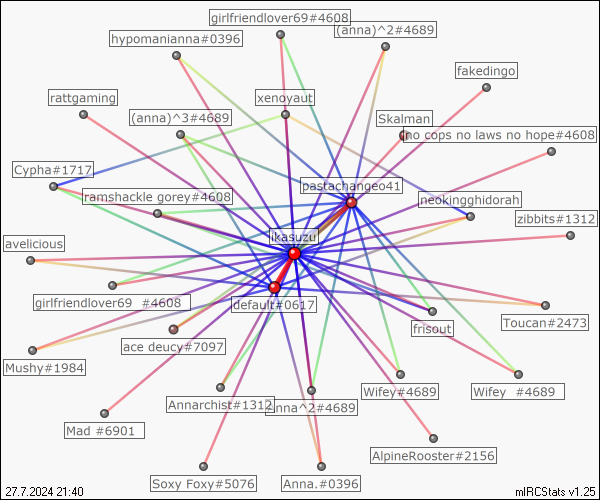 girlfriendlover69#4608
(anna)^2#4689
hypomanianna#0396
fakedingo
rattgaming
xenoyaut
(anna)^3#4689
Skalman
no cops no laws no hope#4608
Cypha#1717
pastachangeo41
ramshackle gorey#4608
neokingghidorah
zibbits#1312
ikasuzu
avelicious
girlfriendlover69 #4608
default#0617
Toucan#2473
frisout
ace deucy#7097
Mushy#1984
Wifey#4689
Wifey #4689
Annarchist#1312
anna^2#4689
Mad #6901
AlpineRooster#2156
Soxy Foxy#5076
Anna.#0396
27.7.2024 21:40
mIRCStats v1.25